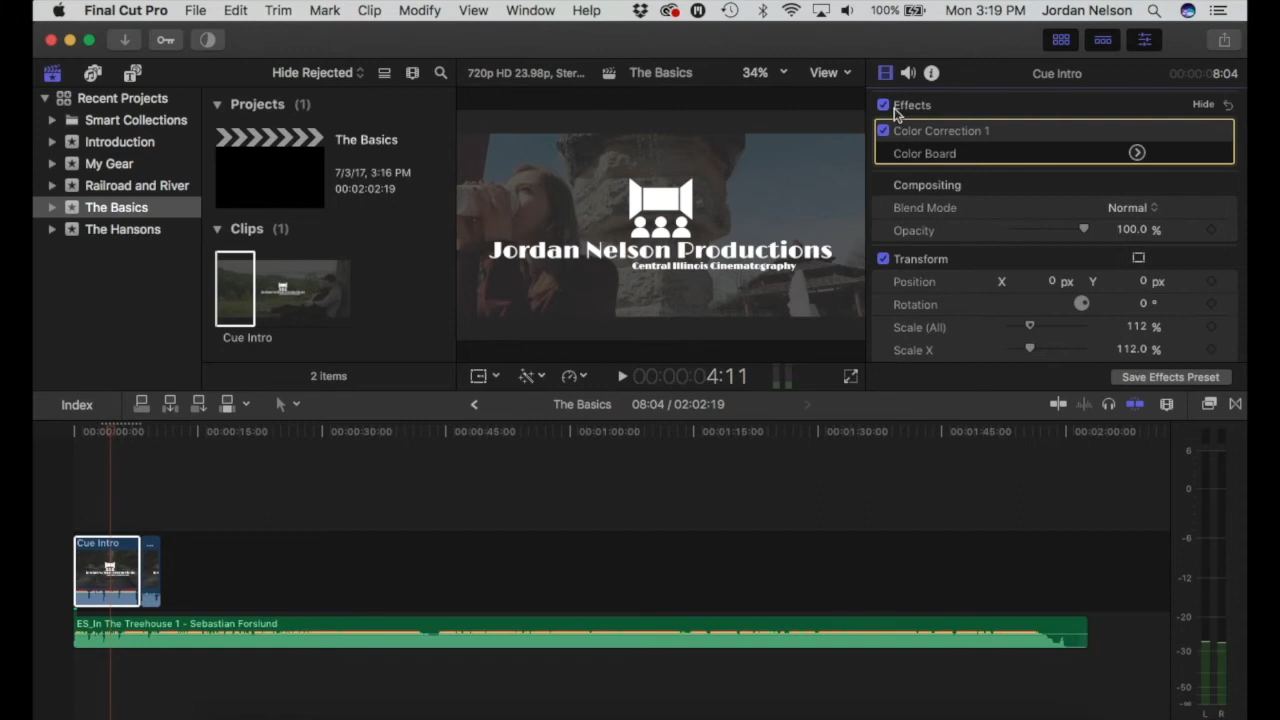 Final Cut Pro File Edit Trim Mark Clip Modify View Window Help 100% Mon 3:19 PM Jordan Nelson
Hide Rejected 720p HD 23.98p, Ster... The Basics 34% View Cue Intro 00:00:08:04
Recent Projects
Smart Collections
Introduction
My Gear
Railroad and River
The Basics
The Hansons
Projects (1)
The Basics
7/3/17, 3:16 PM
00:02:02:19
Clips (1)
Cue Intro
2 items
Jordan Nelson Productions
Central Illinois Cinematography
00:00:04:11
Effects Hide
Color Correction 1
Color Board
Compositing
Blend Mode Normal
Opacity 100.0 %
Transform
Position X 0 px Y 0 px
Rotation 0 °
Scale (All) 112 %
Scale X 112.0 %
Save Effects Preset
Index The Basics 08:04 / 02:02:19
00:00:00:00 00:00:15:00 00:00:30:00 00:00:45:00 00:01:00:00 00:01:15:00 00:01:30:00 00:01:45:00 00:02:00:00
Cue Intro ...
ES_In The Treehouse 1 - Sebastian Forslund
6
0
-6
-12
-20
-30
-50
-∞
L R